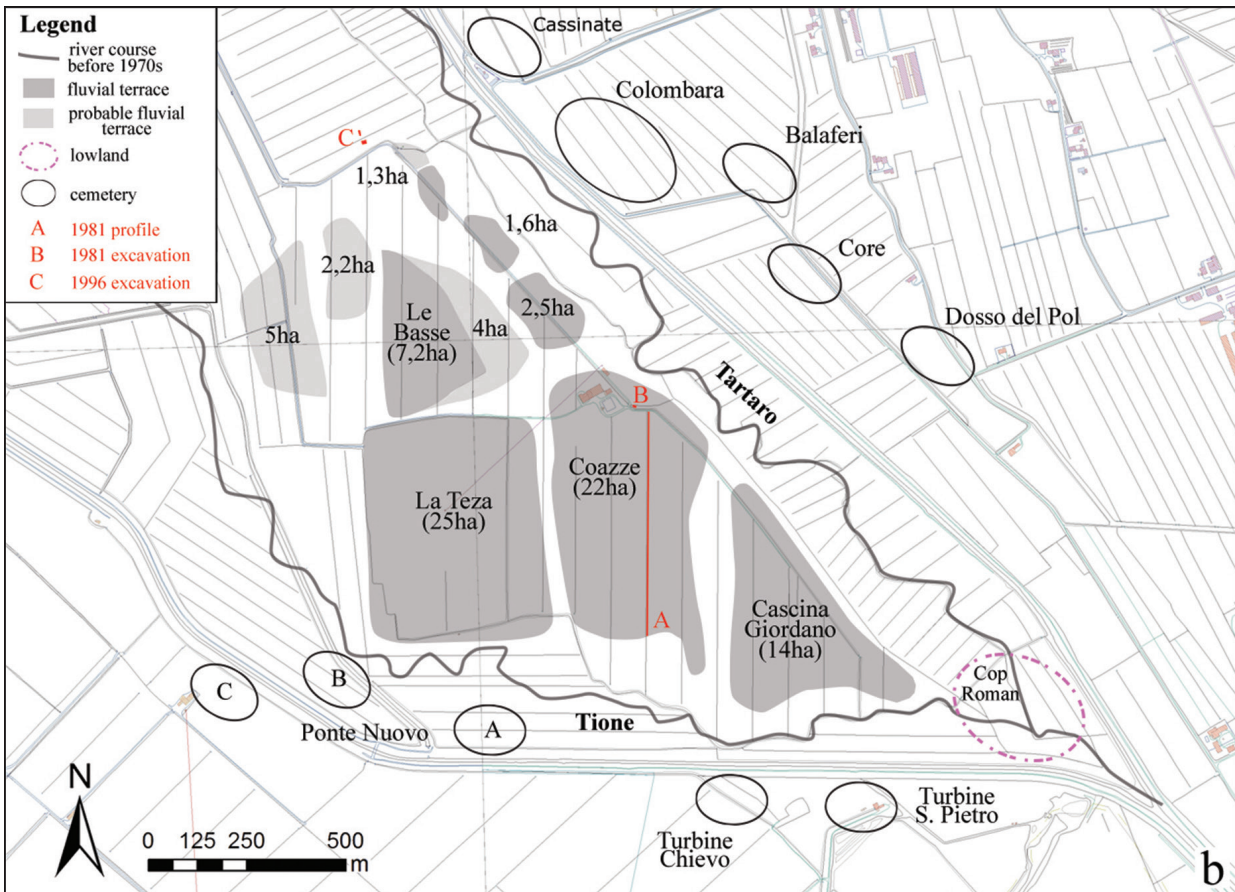 Legend
river course
before 1970s
fluvial terrace
probable fluvial
terrace
lowland
cemetery
A 1981 profile
B 1981 excavation
C 1996 excavation
Cassinate
Colombara
Balaferi
Core
Dosso del Pol
C
1,3ha
1,6ha
2,2ha
2,5ha
5ha
Le
Basse
(7,2ha)
4ha
Tartaro
B
Coazze
(22ha)
La Teza
(25ha)
A
Cascina
Giordano
(14ha)
Cop
Roman
C
B
A
Ponte Nuovo
Tione
Turbine
Chievo
Turbine
S. Pietro
N
0 125 250 500
m
b